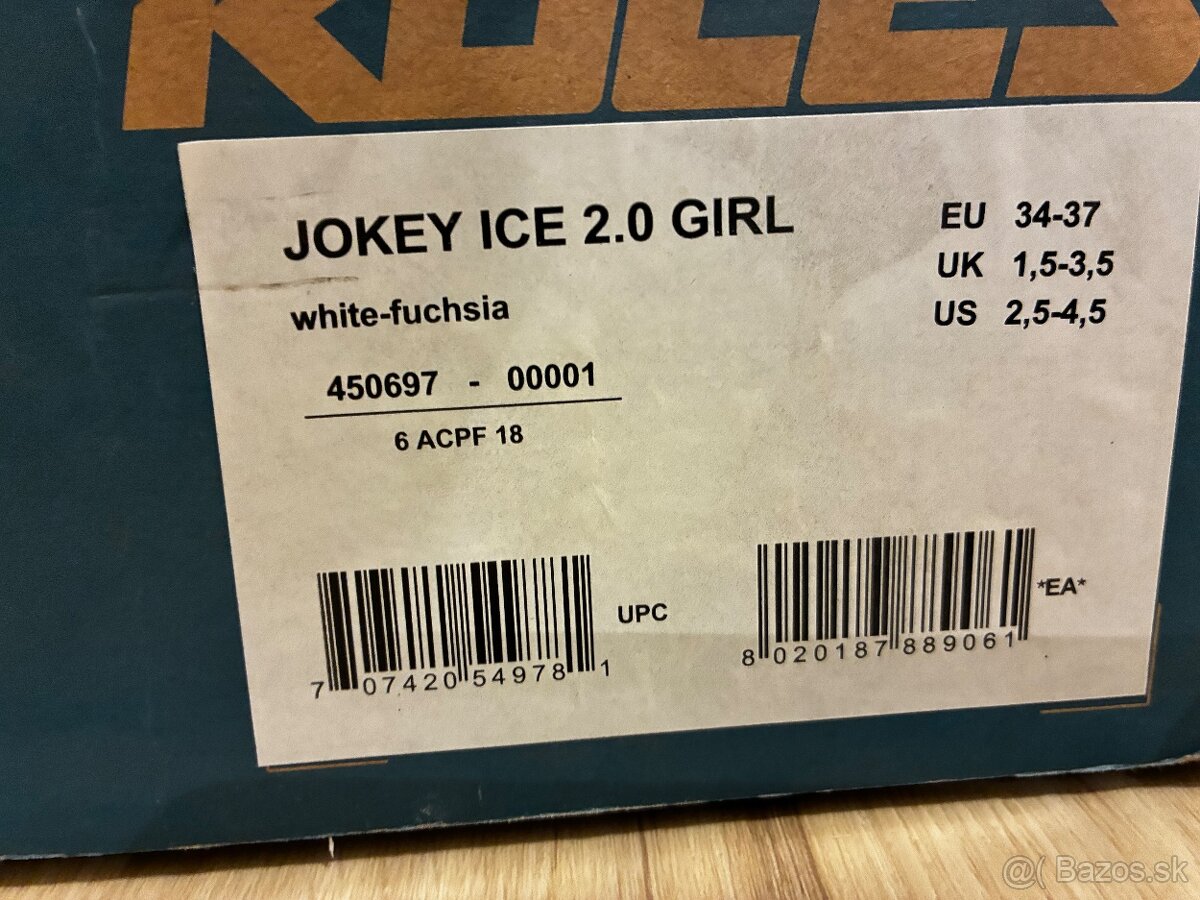 JOKEY ICE 2.0 GIRL
white-fuchsia
450697 - 00001
6 ACPF 18
EU 34-37
UK 1,5-3,5
US 2,5-4,5
UPC
7 07420 54978 1
*EA*
8 020187 889061
@( Bazos.sk